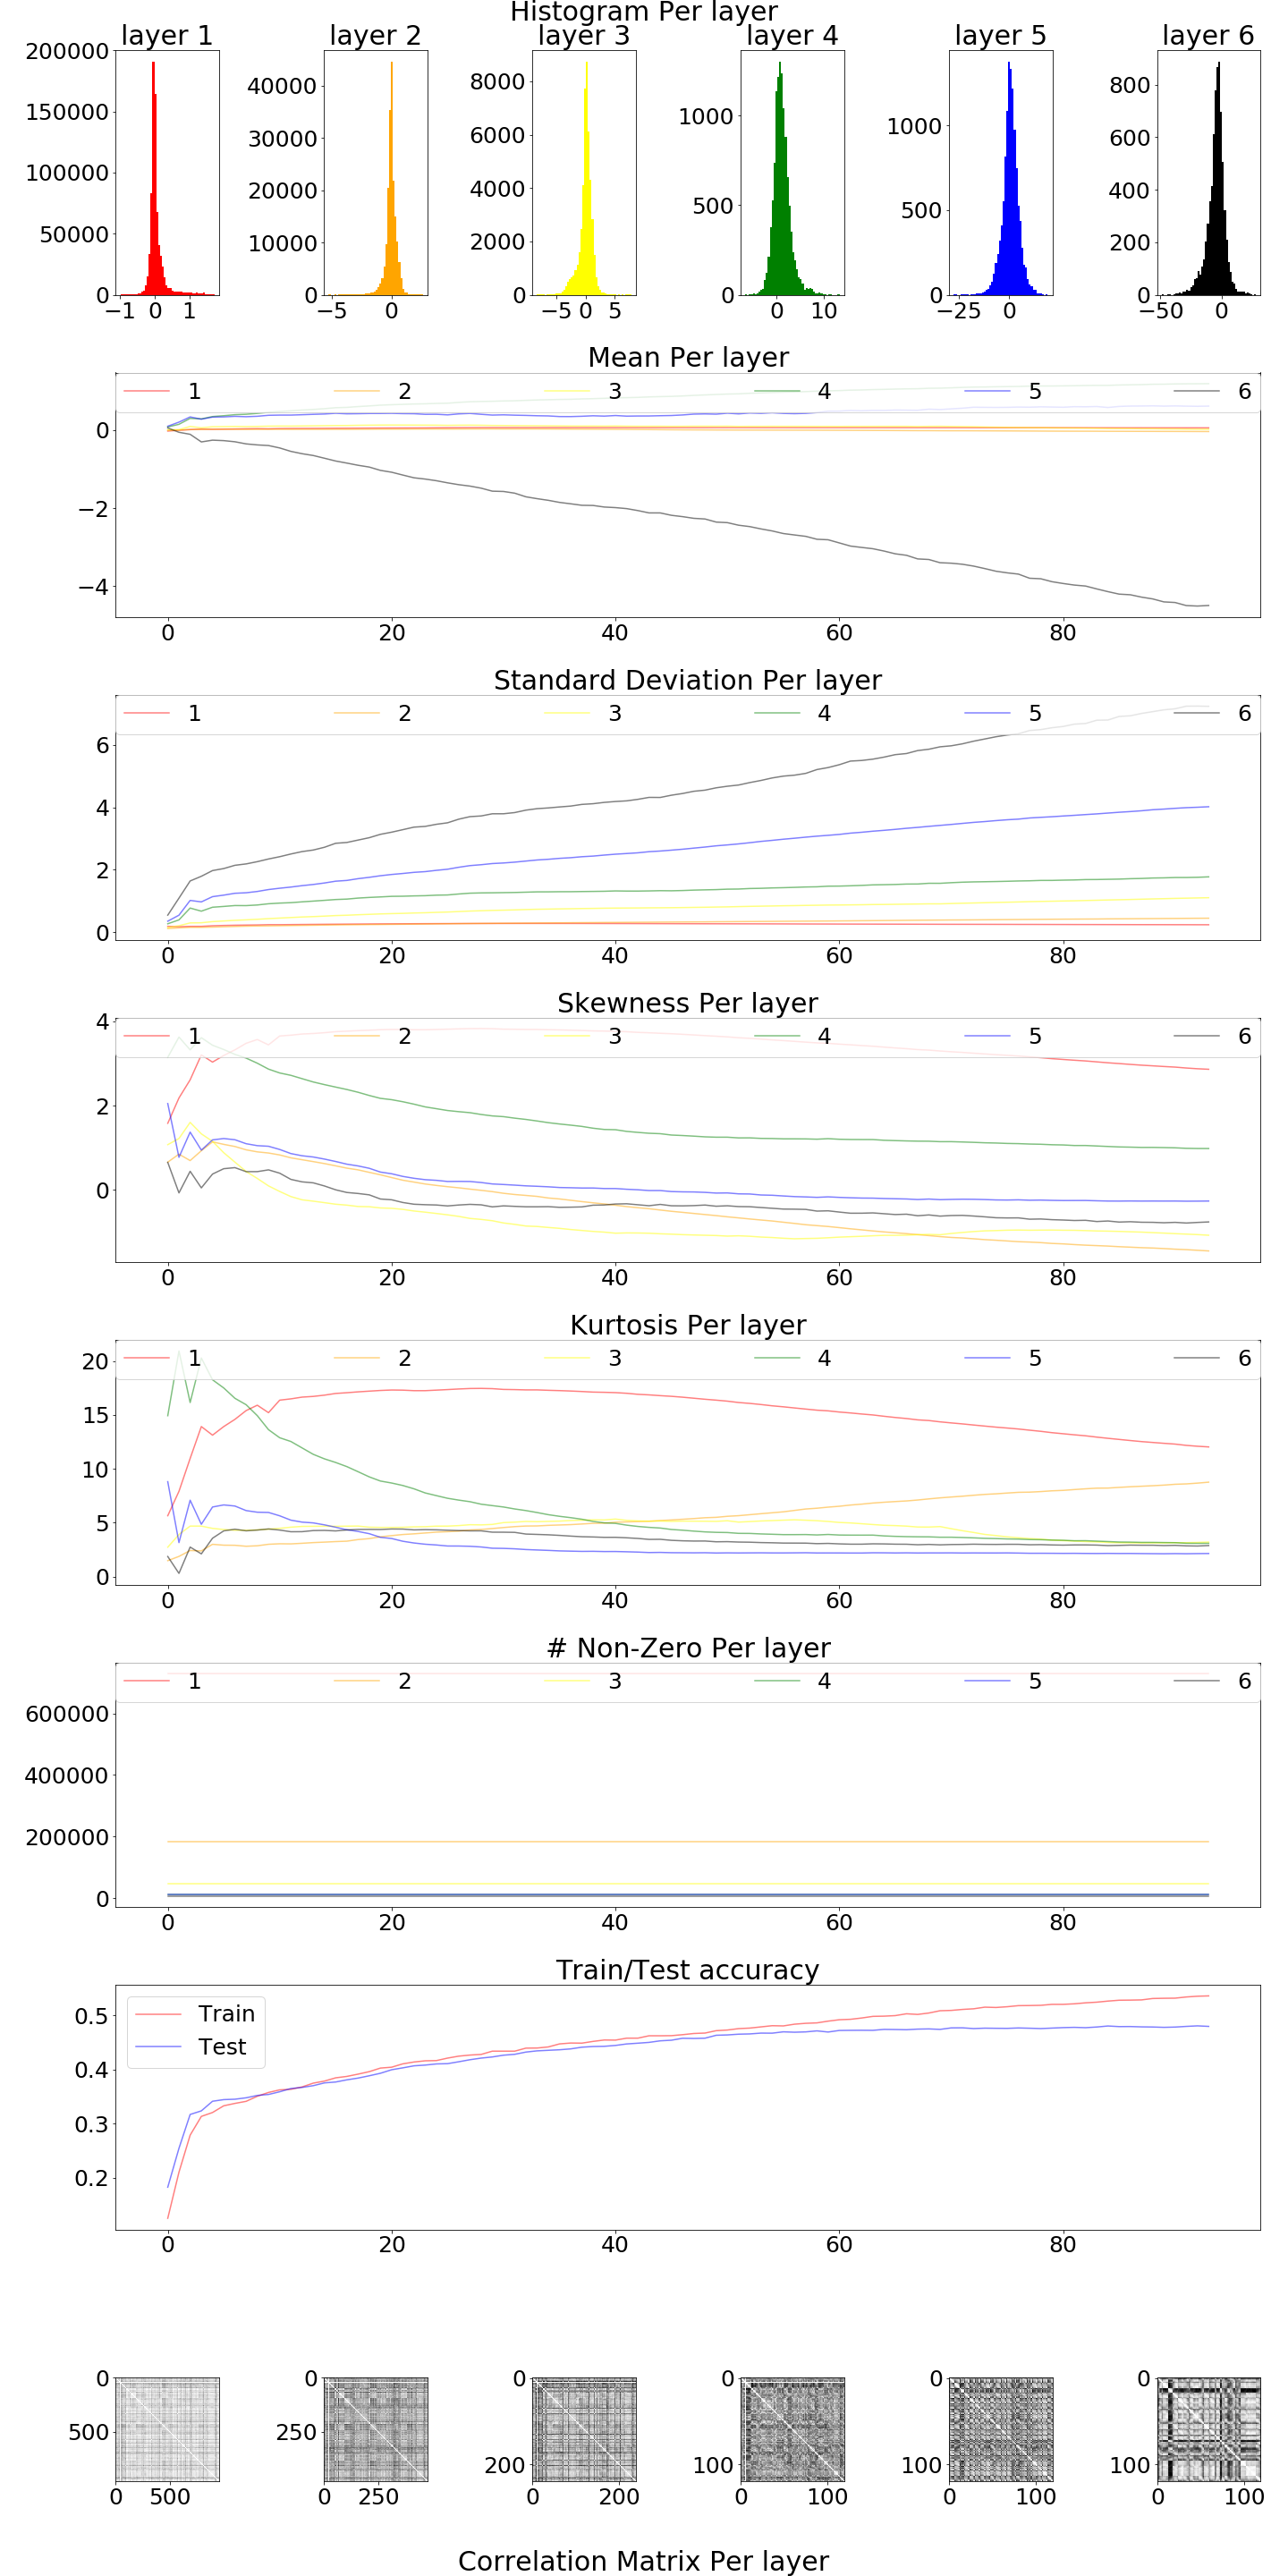 Histogram Per layer
layer 1 layer 2 layer 3 layer 4 layer 5 layer 6
200000 150000 100000 50000 0
−1 0 1
40000 30000 20000 10000 0
−5 0
8000 6000 4000 2000 0
−5 0 5
1000 500 0
0 10
1000 500 0
−25 0
800 600 400 200 0
−50 0
Mean Per layer
1 2 3 4 5 6
0
−2
−4
0 20 40 60 80
Standard Deviation Per layer
1 2 3 4 5 6
6
4
2
0
0 20 40 60 80
Skewness Per layer
4
1 2 3 4 5 6
2
0
0 20 40 60 80
Kurtosis Per layer
20
1 2 3 4 5 6
15
10
5
0
0 20 40 60 80
# Non-Zero Per layer
1 2 3 4 5 6
600000
400000
200000
0
0 20 40 60 80
Train/Test accuracy
Train
Test
0.5
0.4
0.3
0.2
0 20 40 60 80
0 500
0 500
0 250
0 250
0 200
0 200
0 100
0 100
0 100
0 100
0 100
0 100
Correlation Matrix Per layer